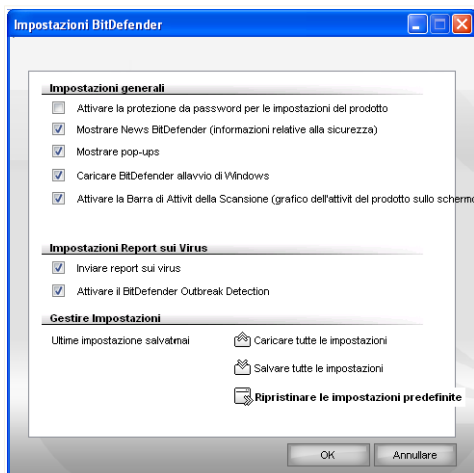 Impostazioni BitDefender
Impostazioni generali
Attivare la protezione da password per le impostazioni del prodotto
Mostrare News BitDefender (informazioni relative alla sicurezza)
Mostrare pop-ups
Caricare BitDefender allavvio di Windows
Attivare la Barra di Attivit della Scansione (grafico dell'attivit del prodotto sullo schermo
Impostazioni Report sui Virus
Inviare report sui virus
Attivare il BitDefender Outbreak Detection
Gestire Impostazioni
Ultime impostazione salvatmai
Caricare tutte le impostazioni
Salvare tutte le impostazioni
Ripristinare le impostazioni predefinite
OK
Annullare